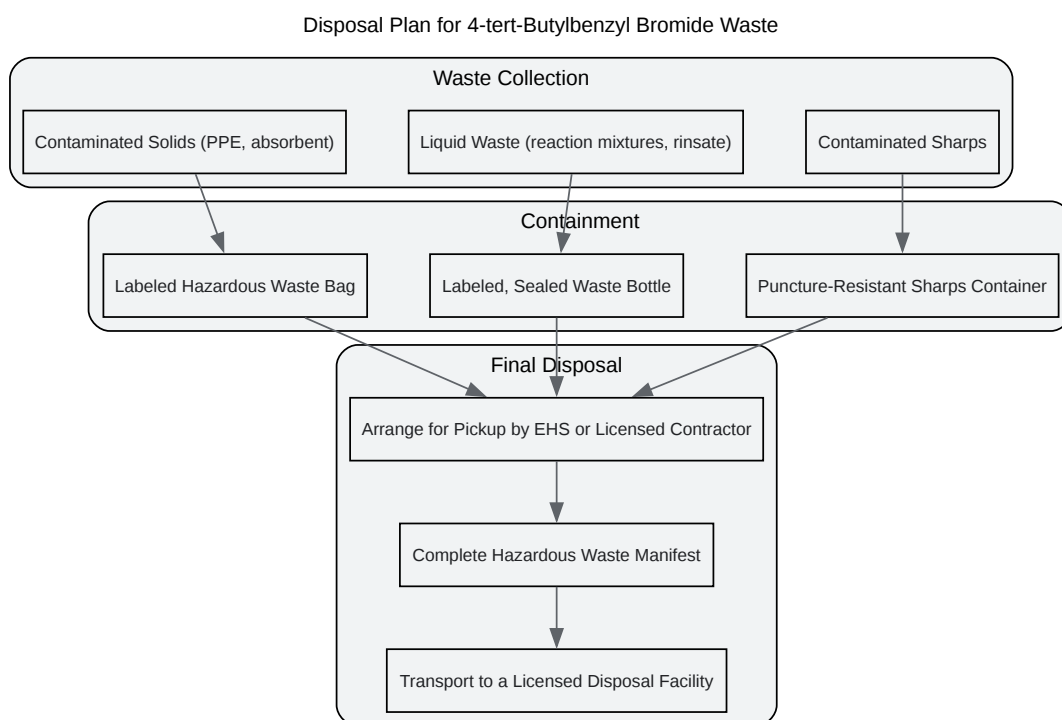 Disposal Plan for 4-tert-Butylbenzyl Bromide Waste
Waste Collection
Contaminated Solids (PPE, absorbent)
Liquid Waste (reaction mixtures, rinsate)
Contaminated Sharps
Containment
Labeled Hazardous Waste Bag
Labeled, Sealed Waste Bottle
Puncture-Resistant Sharps Container
Final Disposal
Arrange for Pickup by EHS or Licensed Contractor
Complete Hazardous Waste Manifest
Transport to a Licensed Disposal Facility